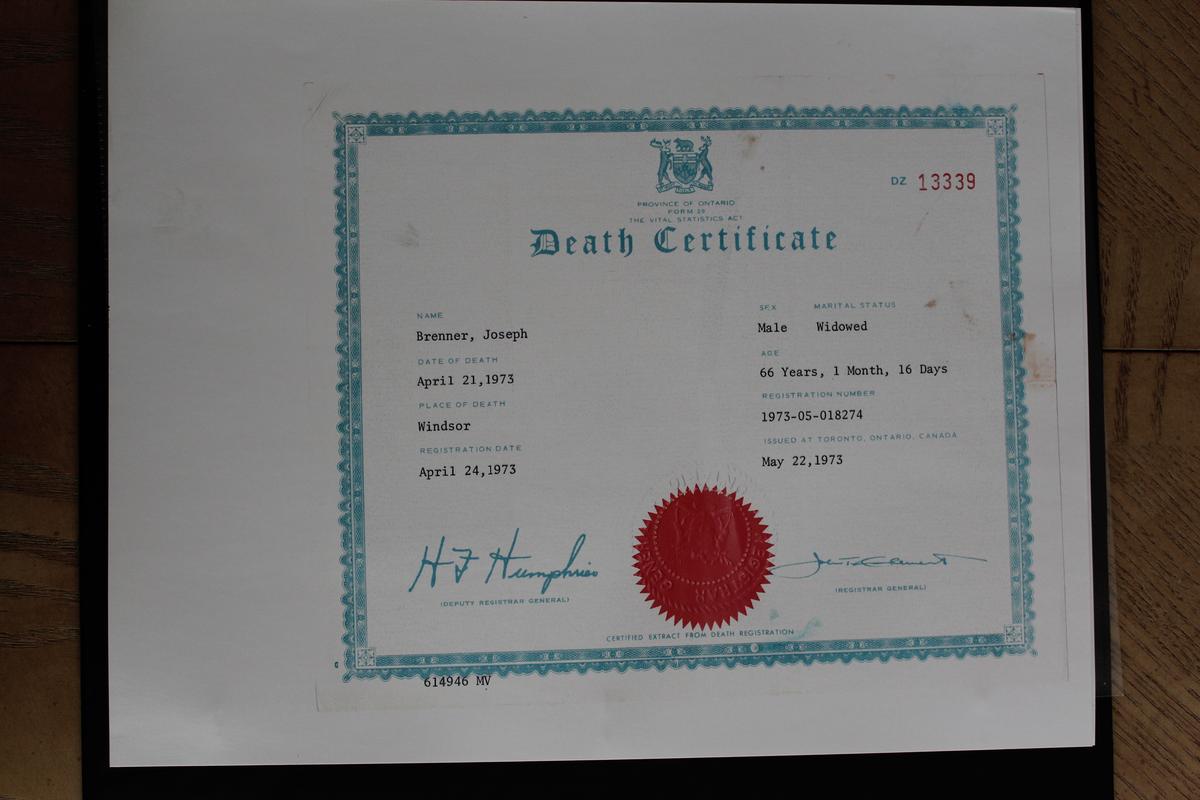 DZ 13339
PROVINCE OF ONTARIO
FORM 29
THE VITAL STATISTICS ACT
Death Certificate
NAME
Brenner, Joseph
DATE OF DEATH
April 21,1973
PLACE OF DEATH
Windsor
REGISTRATION DATE
April 24,1973
SEX MARITAL STATUS
Male Widowed
AGE
66 Years, 1 Month, 16 Days
REGISTRATION NUMBER
1973-05-018274
ISSUED AT TORONTO, ONTARIO, CANADA
May 22,1973
H F Humphries
(DEPUTY REGISTRAR GENERAL)
(REGISTRAR GENERAL)
CERTIFIED EXTRACT FROM DEATH REGISTRATION
614946 MV